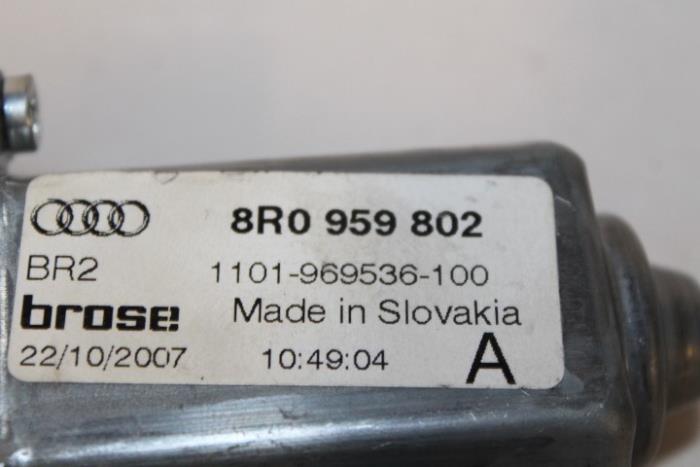 8R0 959 802
BR2 1101-969536-100
brose Made in Slovakia
22/10/2007 10:49:04 A